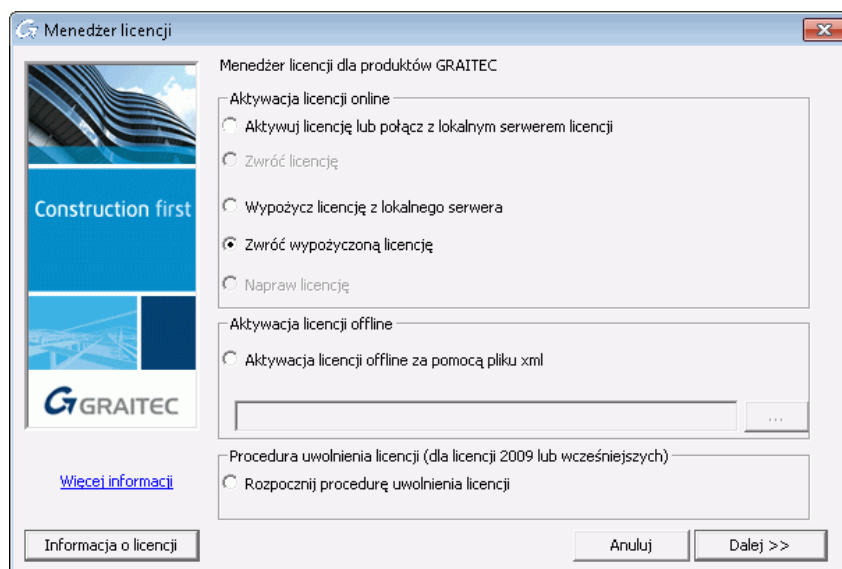 Menedżer licencji
Menedżer licencji dla produktów GRAITEC
Aktywacja licencji online
Aktywuj licencję lub połącz z lokalnym serwerem licencji
Zwróć licencję
Wypożycz licencję z lokalnego serwera
Zwróć wypożyczoną licencję
Napraw licencję
Construction first
Aktywacja licencji offline
Aktywacja licencji offline za pomocą pliku xml
...
GRAITEC
Procedura uwolnienia licencji (dla licencji 2009 lub wcześniejszych)
Rozpocznij procedurę uwolnienia licencji
Więcej informacji
Informacja o licencji
Anuluj
Dalej >>